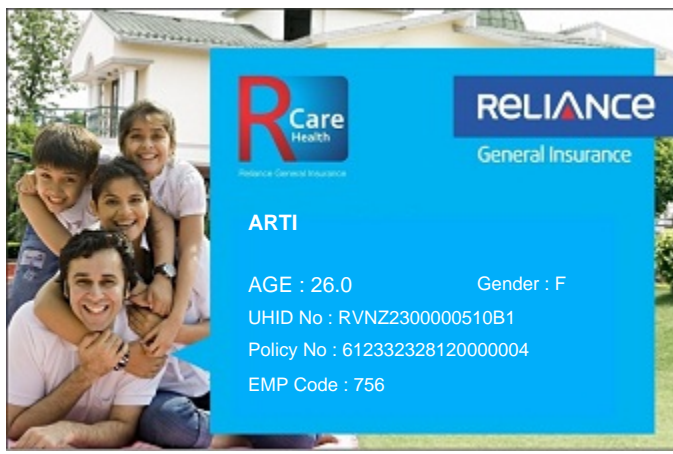 RCare
Health
Reliance General Insurance
RELIANCE
General Insurance
ARTI
AGE : 26.0 Gender : F
UHID No : RVNZ2300000510B1
Policy No : 612332328120000004
EMP Code : 756